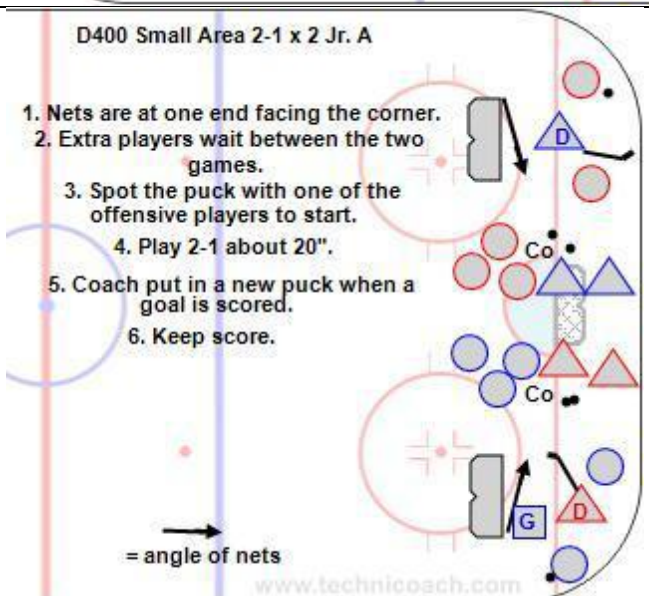 D400 Small Area 2-1 x 2 Jr. A
1. Nets are at one end facing the corner.
2. Extra players wait between the two
games.
3. Spot the puck with one of the
offensive players to start.
4. Play 2-1 about 20".
5. Coach put in a new puck when a
goal is scored.
6. Keep score.
D
Co
Co
G
D
= angle of nets
www.technicoach.com